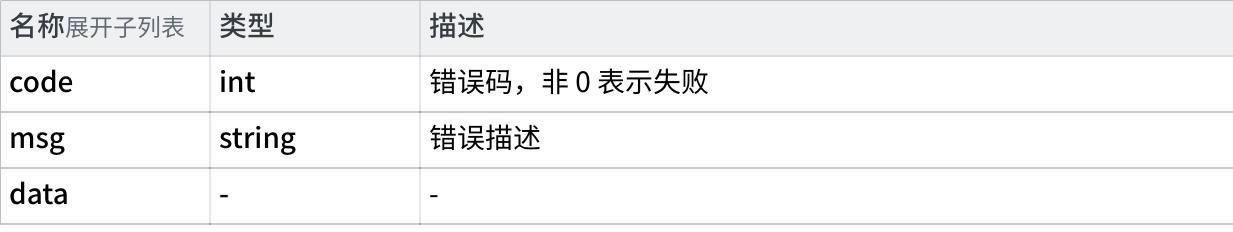 名称展开子列表 类型 描述
code int 错误码，非 0 表示失败
msg string 错误描述
data - -